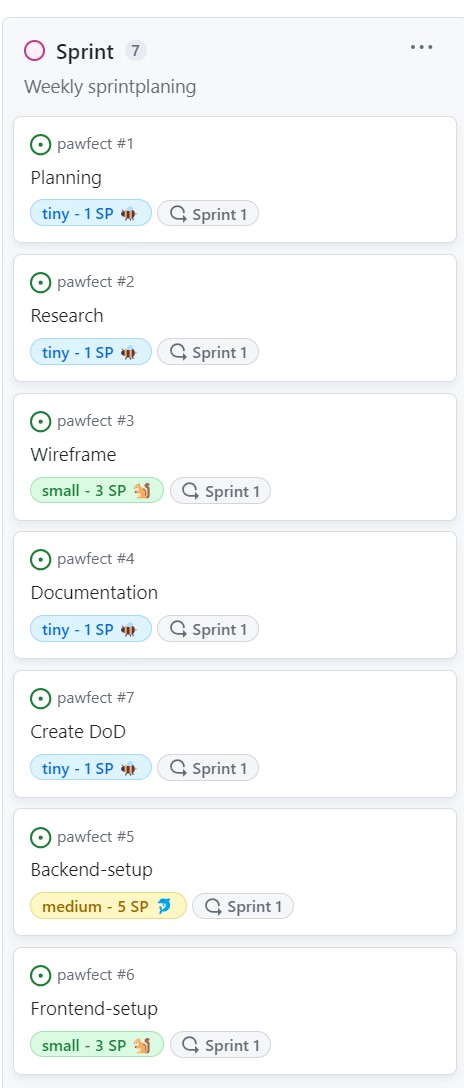 Sprint 7
Weekly sprintplaning
pawfect #1
Planning
tiny - 1 SP 🐝 Sprint 1
pawfect #2
Research
tiny - 1 SP 🐝 Sprint 1
pawfect #3
Wireframe
small - 3 SP 🐿️ Sprint 1
pawfect #4
Documentation
tiny - 1 SP 🐝 Sprint 1
pawfect #7
Create DoD
tiny - 1 SP 🐝 Sprint 1
pawfect #5
Backend-setup
medium - 5 SP 🐬 Sprint 1
pawfect #6
Frontend-setup
small - 3 SP 🐿️ Sprint 1